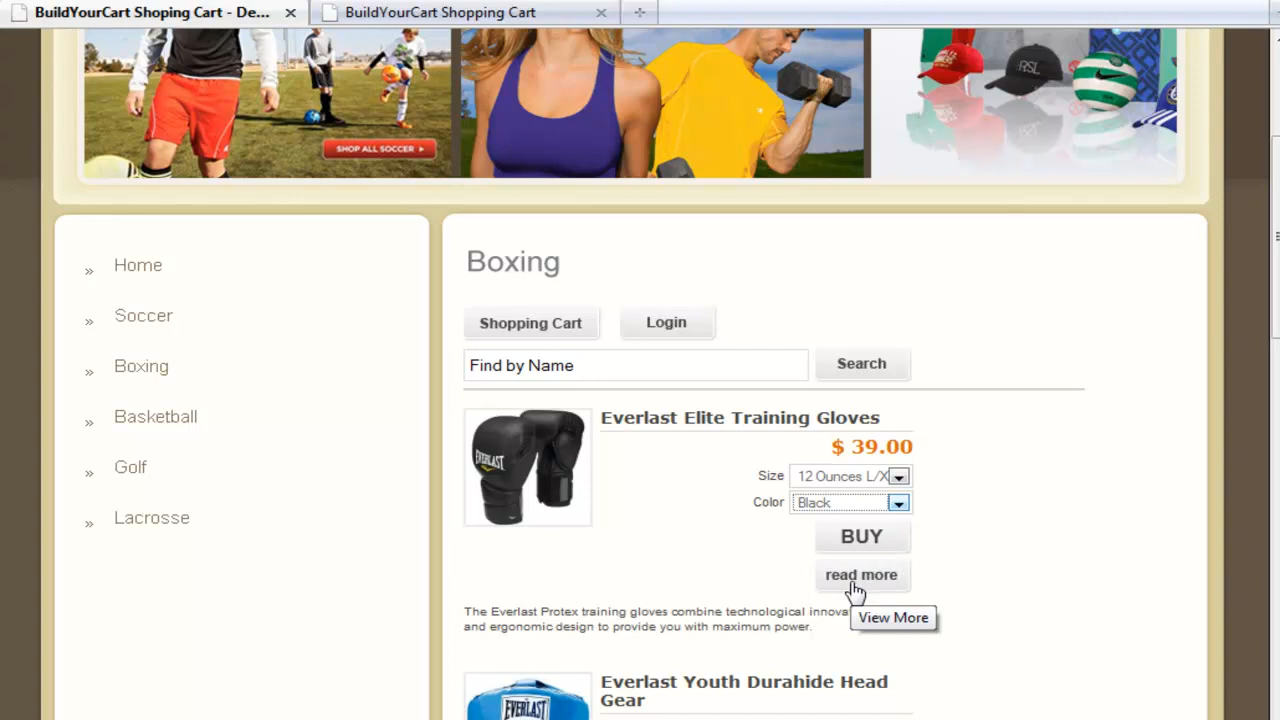 BuildYourCart Shoping Cart - De...
BuildYourCart Shopping Cart
SHOP ALL SOCCER
RSL
Home
Soccer
Boxing
Basketball
Golf
Lacrosse
Boxing
Shopping Cart
Login
Find by Name
Search
EVERLAST
Everlast Elite Training Gloves
$ 39.00
Size 12 Ounces L/X
Color Black
BUY
read more
View More
The Everlast Protex training gloves combine technological innova
and ergonomic design to provide you with maximum power.
Everlast Youth Durahide Head
Gear
EVERLAST